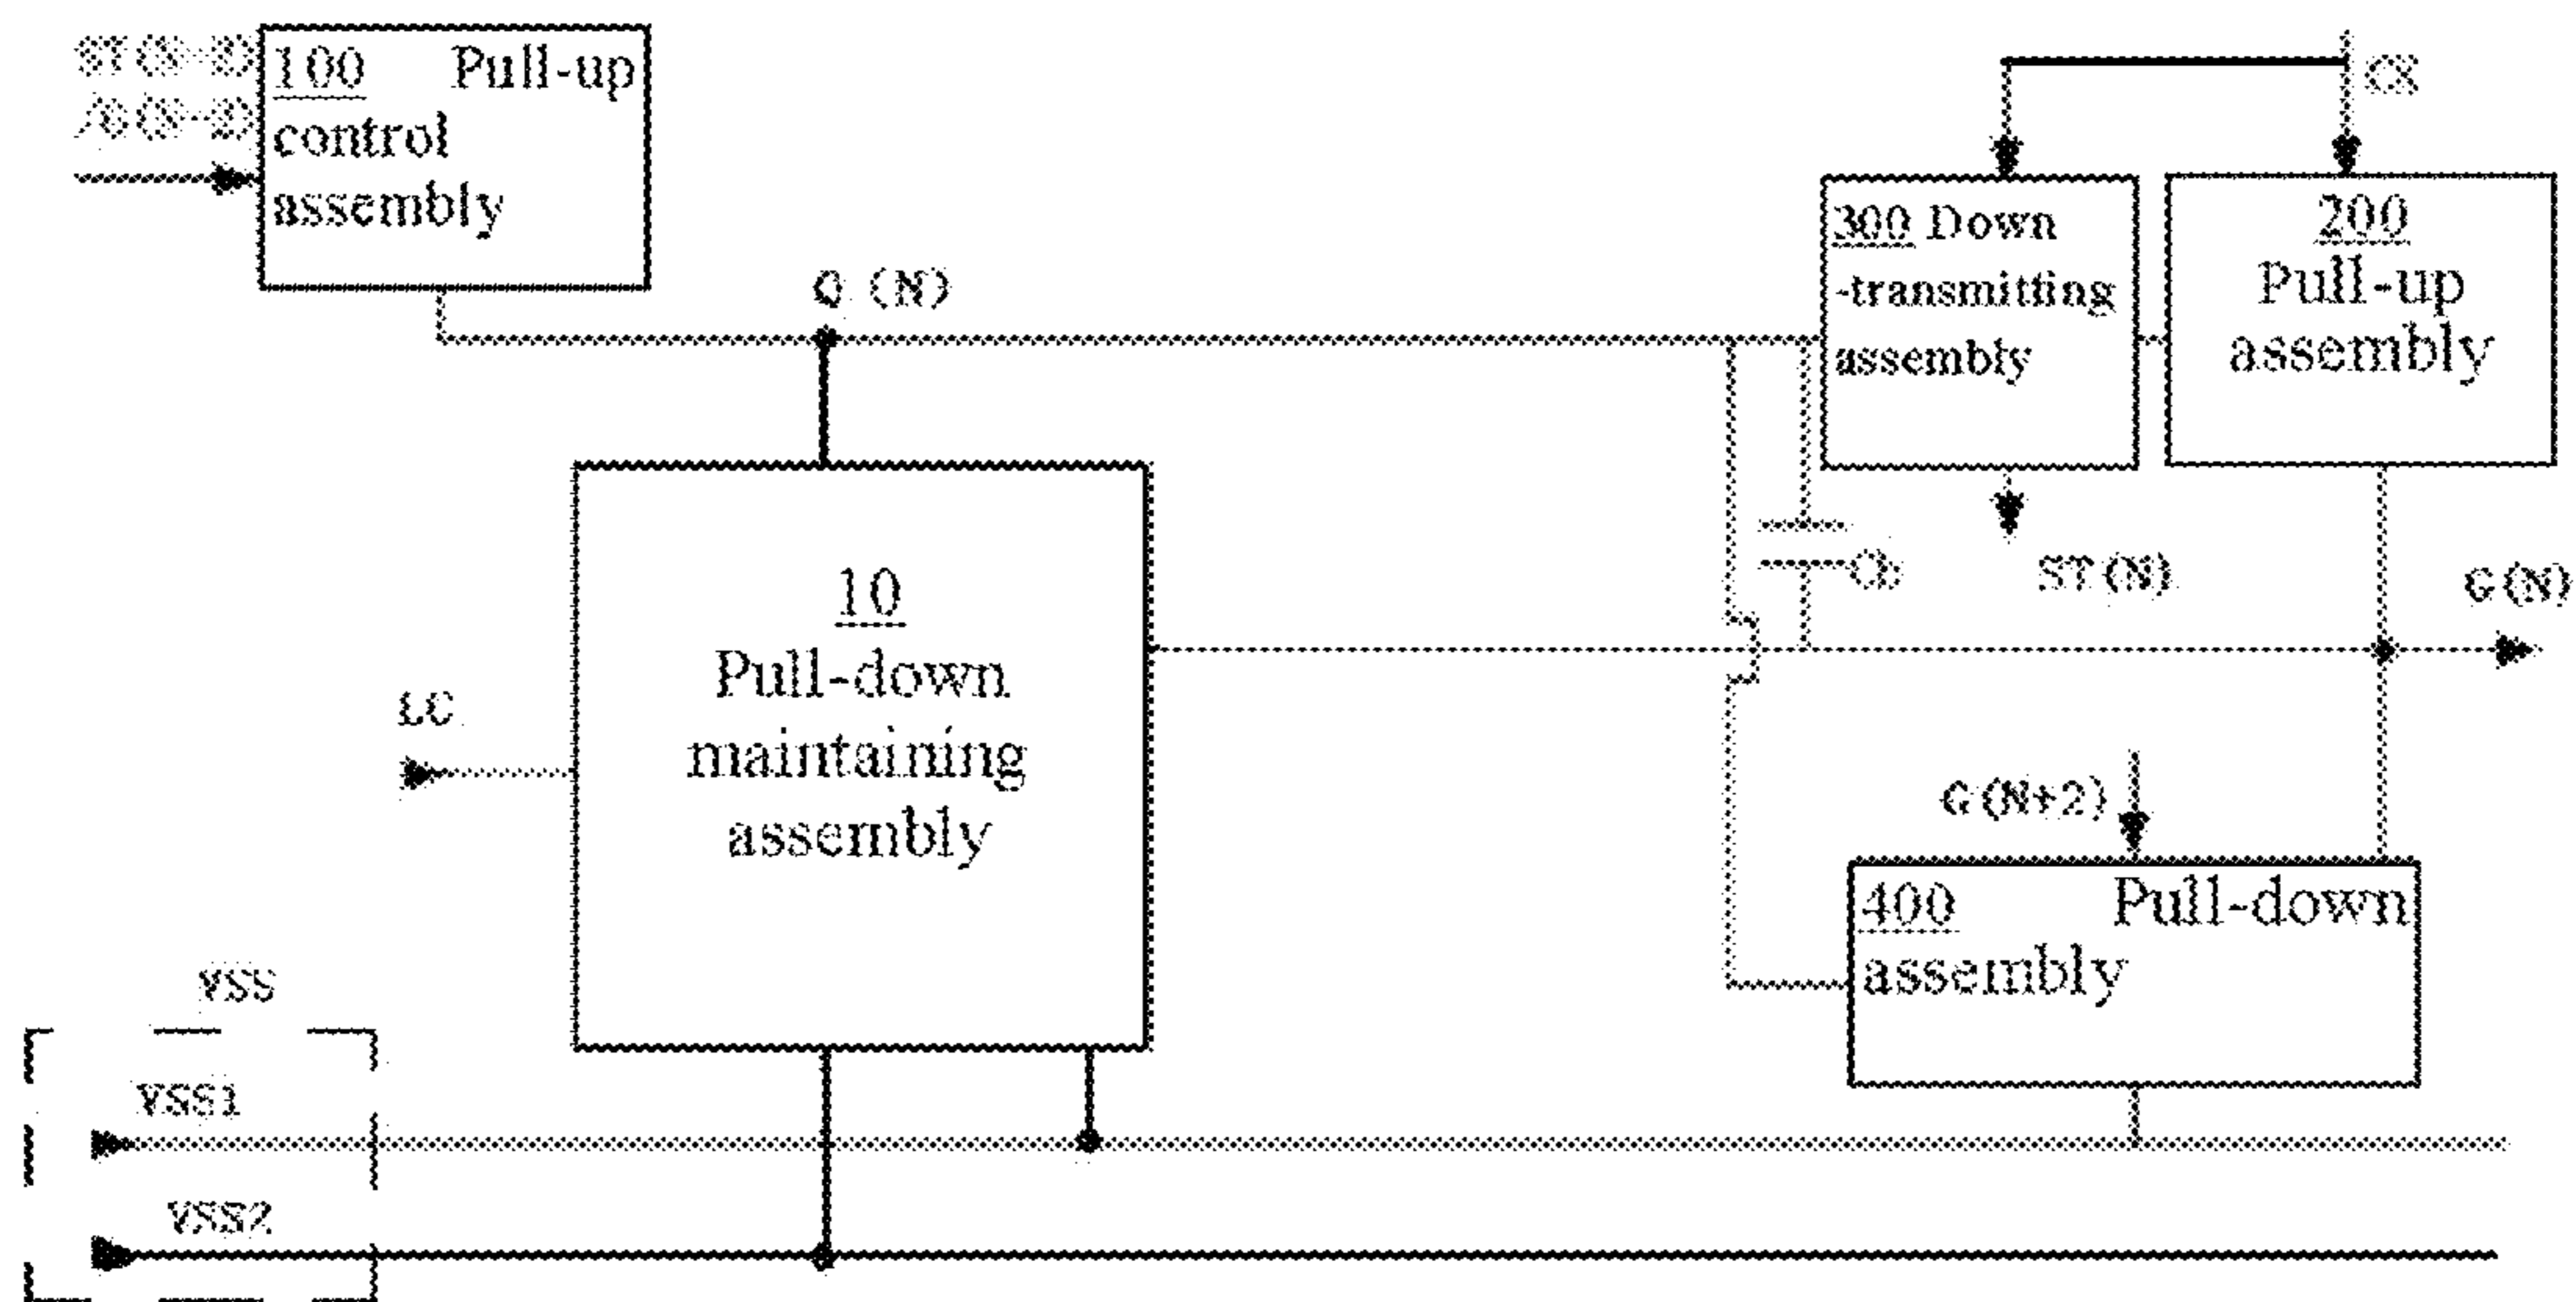 100 Pull-up
control
assembly
CK
300 Down
-transmitting
assembly
200
Pull-up
assembly
Q (N)
10
Pull-down
maintaining
assembly
Cb
ST(N)
G(N)
LC
G(N+2)
400 Pull-down
assembly
VSS
VSS1
VSS2